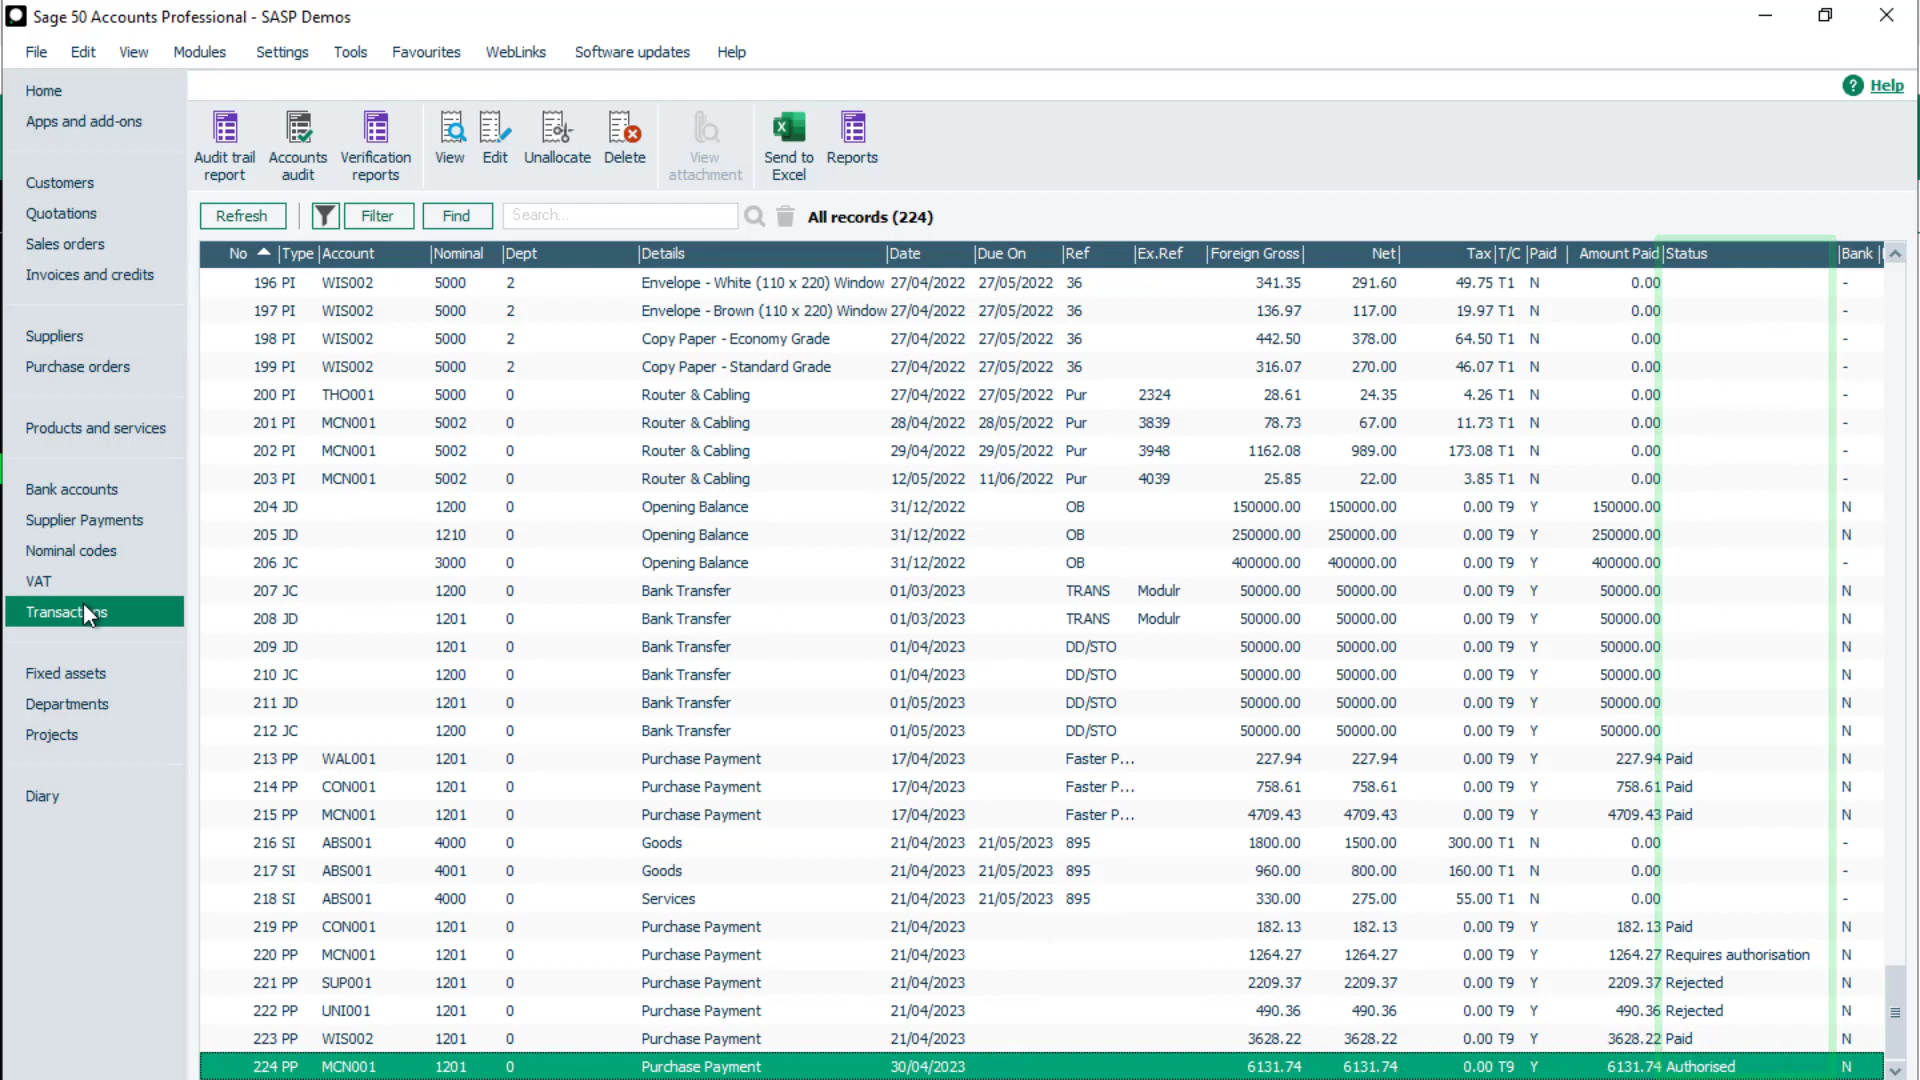 Sage 50 Accounts Professional - SASP Demos
File Edit View Modules Settings Tools Favourites WebLinks Software updates Help
Home
Apps and add-ons
Customers
Quotations
Sales orders
Invoices and credits
Suppliers
Purchase orders
Products and services
Bank accounts
Supplier Payments
Nominal codes
VAT
Transactions
Fixed assets
Departments
Projects
Diary
? Help
Audit trail report
Accounts audit
Verification reports
View
Edit
Unallocate
Delete
View attachment
Send to Excel
Reports
Refresh Filter Find Search... All records (224)
No Type Account Nominal Dept Details Date Due On Ref Ex.Ref Foreign Gross Net Tax T/C Paid Amount Paid Status Bank
196 PI WIS002 5000 2 Envelope - White (110 x 220) Window 27/04/2022 27/05/2022 36 341.35 291.60 49.75 T1 N 0.00 -
197 PI WIS002 5000 2 Envelope - Brown (110 x 220) Window 27/04/2022 27/05/2022 36 136.97 117.00 19.97 T1 N 0.00 -
198 PI WIS002 5000 2 Copy Paper - Economy Grade 27/04/2022 27/05/2022 36 442.50 378.00 64.50 T1 N 0.00 -
199 PI WIS002 5000 2 Copy Paper - Standard Grade 27/04/2022 27/05/2022 36 316.07 270.00 46.07 T1 N 0.00 -
200 PI THO001 5000 0 Router & Cabling 27/04/2022 27/05/2022 Pur 2324 28.61 24.35 4.26 T1 N 0.00 -
201 PI MCN001 5002 0 Router & Cabling 28/04/2022 28/05/2022 Pur 3839 78.73 67.00 11.73 T1 N 0.00 -
202 PI MCN001 5002 0 Router & Cabling 29/04/2022 29/05/2022 Pur 3948 1162.08 989.00 173.08 T1 N 0.00 -
203 PI MCN001 5002 0 Router & Cabling 12/05/2022 11/06/2022 Pur 4039 25.85 22.00 3.85 T1 N 0.00 -
204 JD 1200 0 Opening Balance 31/12/2022 OB 150000.00 150000.00 0.00 T9 Y 150000.00 N
205 JD 1210 0 Opening Balance 31/12/2022 OB 250000.00 250000.00 0.00 T9 Y 250000.00 N
206 JC 3000 0 Opening Balance 31/12/2022 OB 400000.00 400000.00 0.00 T9 Y 400000.00 -
207 JC 1200 0 Bank Transfer 01/03/2023 TRANS Modulr 50000.00 50000.00 0.00 T9 Y 50000.00 N
208 JD 1201 0 Bank Transfer 01/03/2023 TRANS Modulr 50000.00 50000.00 0.00 T9 Y 50000.00 N
209 JD 1201 0 Bank Transfer 01/04/2023 DD/STO 50000.00 50000.00 0.00 T9 Y 50000.00 N
210 JC 1200 0 Bank Transfer 01/04/2023 DD/STO 50000.00 50000.00 0.00 T9 Y 50000.00 N
211 JD 1201 0 Bank Transfer 01/05/2023 DD/STO 50000.00 50000.00 0.00 T9 Y 50000.00 N
212 JC 1200 0 Bank Transfer 01/05/2023 DD/STO 50000.00 50000.00 0.00 T9 Y 50000.00 N
213 PP WAL001 1201 0 Purchase Payment 17/04/2023 Faster P... 227.94 227.94 0.00 T9 Y 227.94 Paid N
214 PP CON001 1201 0 Purchase Payment 17/04/2023 Faster P... 758.61 758.61 0.00 T9 Y 758.61 Paid N
215 PP MCN001 1201 0 Purchase Payment 17/04/2023 Faster P... 4709.43 4709.43 0.00 T9 Y 4709.43 Paid N
216 SI ABS001 4000 0 Goods 21/04/2023 21/05/2023 895 1800.00 1500.00 300.00 T1 N 0.00 -
217 SI ABS001 4001 0 Goods 21/04/2023 21/05/2023 895 960.00 800.00 160.00 T1 N 0.00 -
218 SI ABS001 4000 0 Services 21/04/2023 21/05/2023 895 330.00 275.00 55.00 T1 N 0.00 -
219 PP CON001 1201 0 Purchase Payment 21/04/2023 182.13 182.13 0.00 T9 Y 182.13 Paid N
220 PP MCN001 1201 0 Purchase Payment 21/04/2023 1264.27 1264.27 0.00 T9 Y 1264.27 Requires authorisation N
221 PP SUP001 1201 0 Purchase Payment 21/04/2023 2209.37 2209.37 0.00 T9 Y 2209.37 Rejected N
222 PP UNI001 1201 0 Purchase Payment 21/04/2023 490.36 490.36 0.00 T9 Y 490.36 Rejected N
223 PP WIS002 1201 0 Purchase Payment 21/04/2023 3628.22 3628.22 0.00 T9 Y 3628.22 Paid N
224 PP MCN001 1201 0 Purchase Payment 30/04/2023 6131.74 6131.74 0.00 T9 Y 6131.74 Authorised N